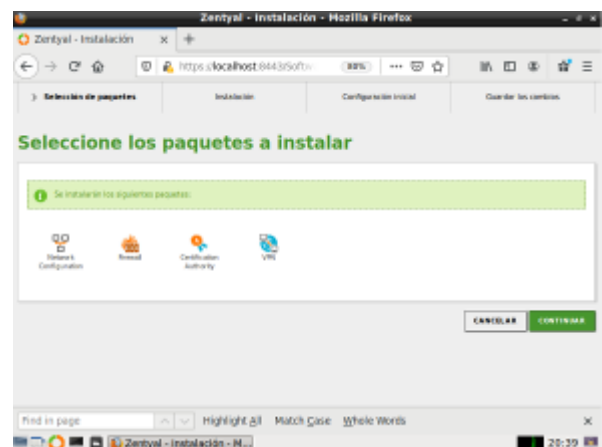 Zentyal - Instalación - Mozilla Firefox
Zentyal - Instalación
https://localhost:8443/Softw
80%
Selección de paquetes
Instalación
Configuración inicial
Guardar los cambios
Seleccione los paquetes a instalar
Se instalarán los siguientes paquetes:
Network
Configuration
Firewall
Certification
Authority
VPN
CANCELAR
CONTINUAR
Find in page
Highlight All
Match Case
Whole Words
Zentyal - Instalación - M...
20:39